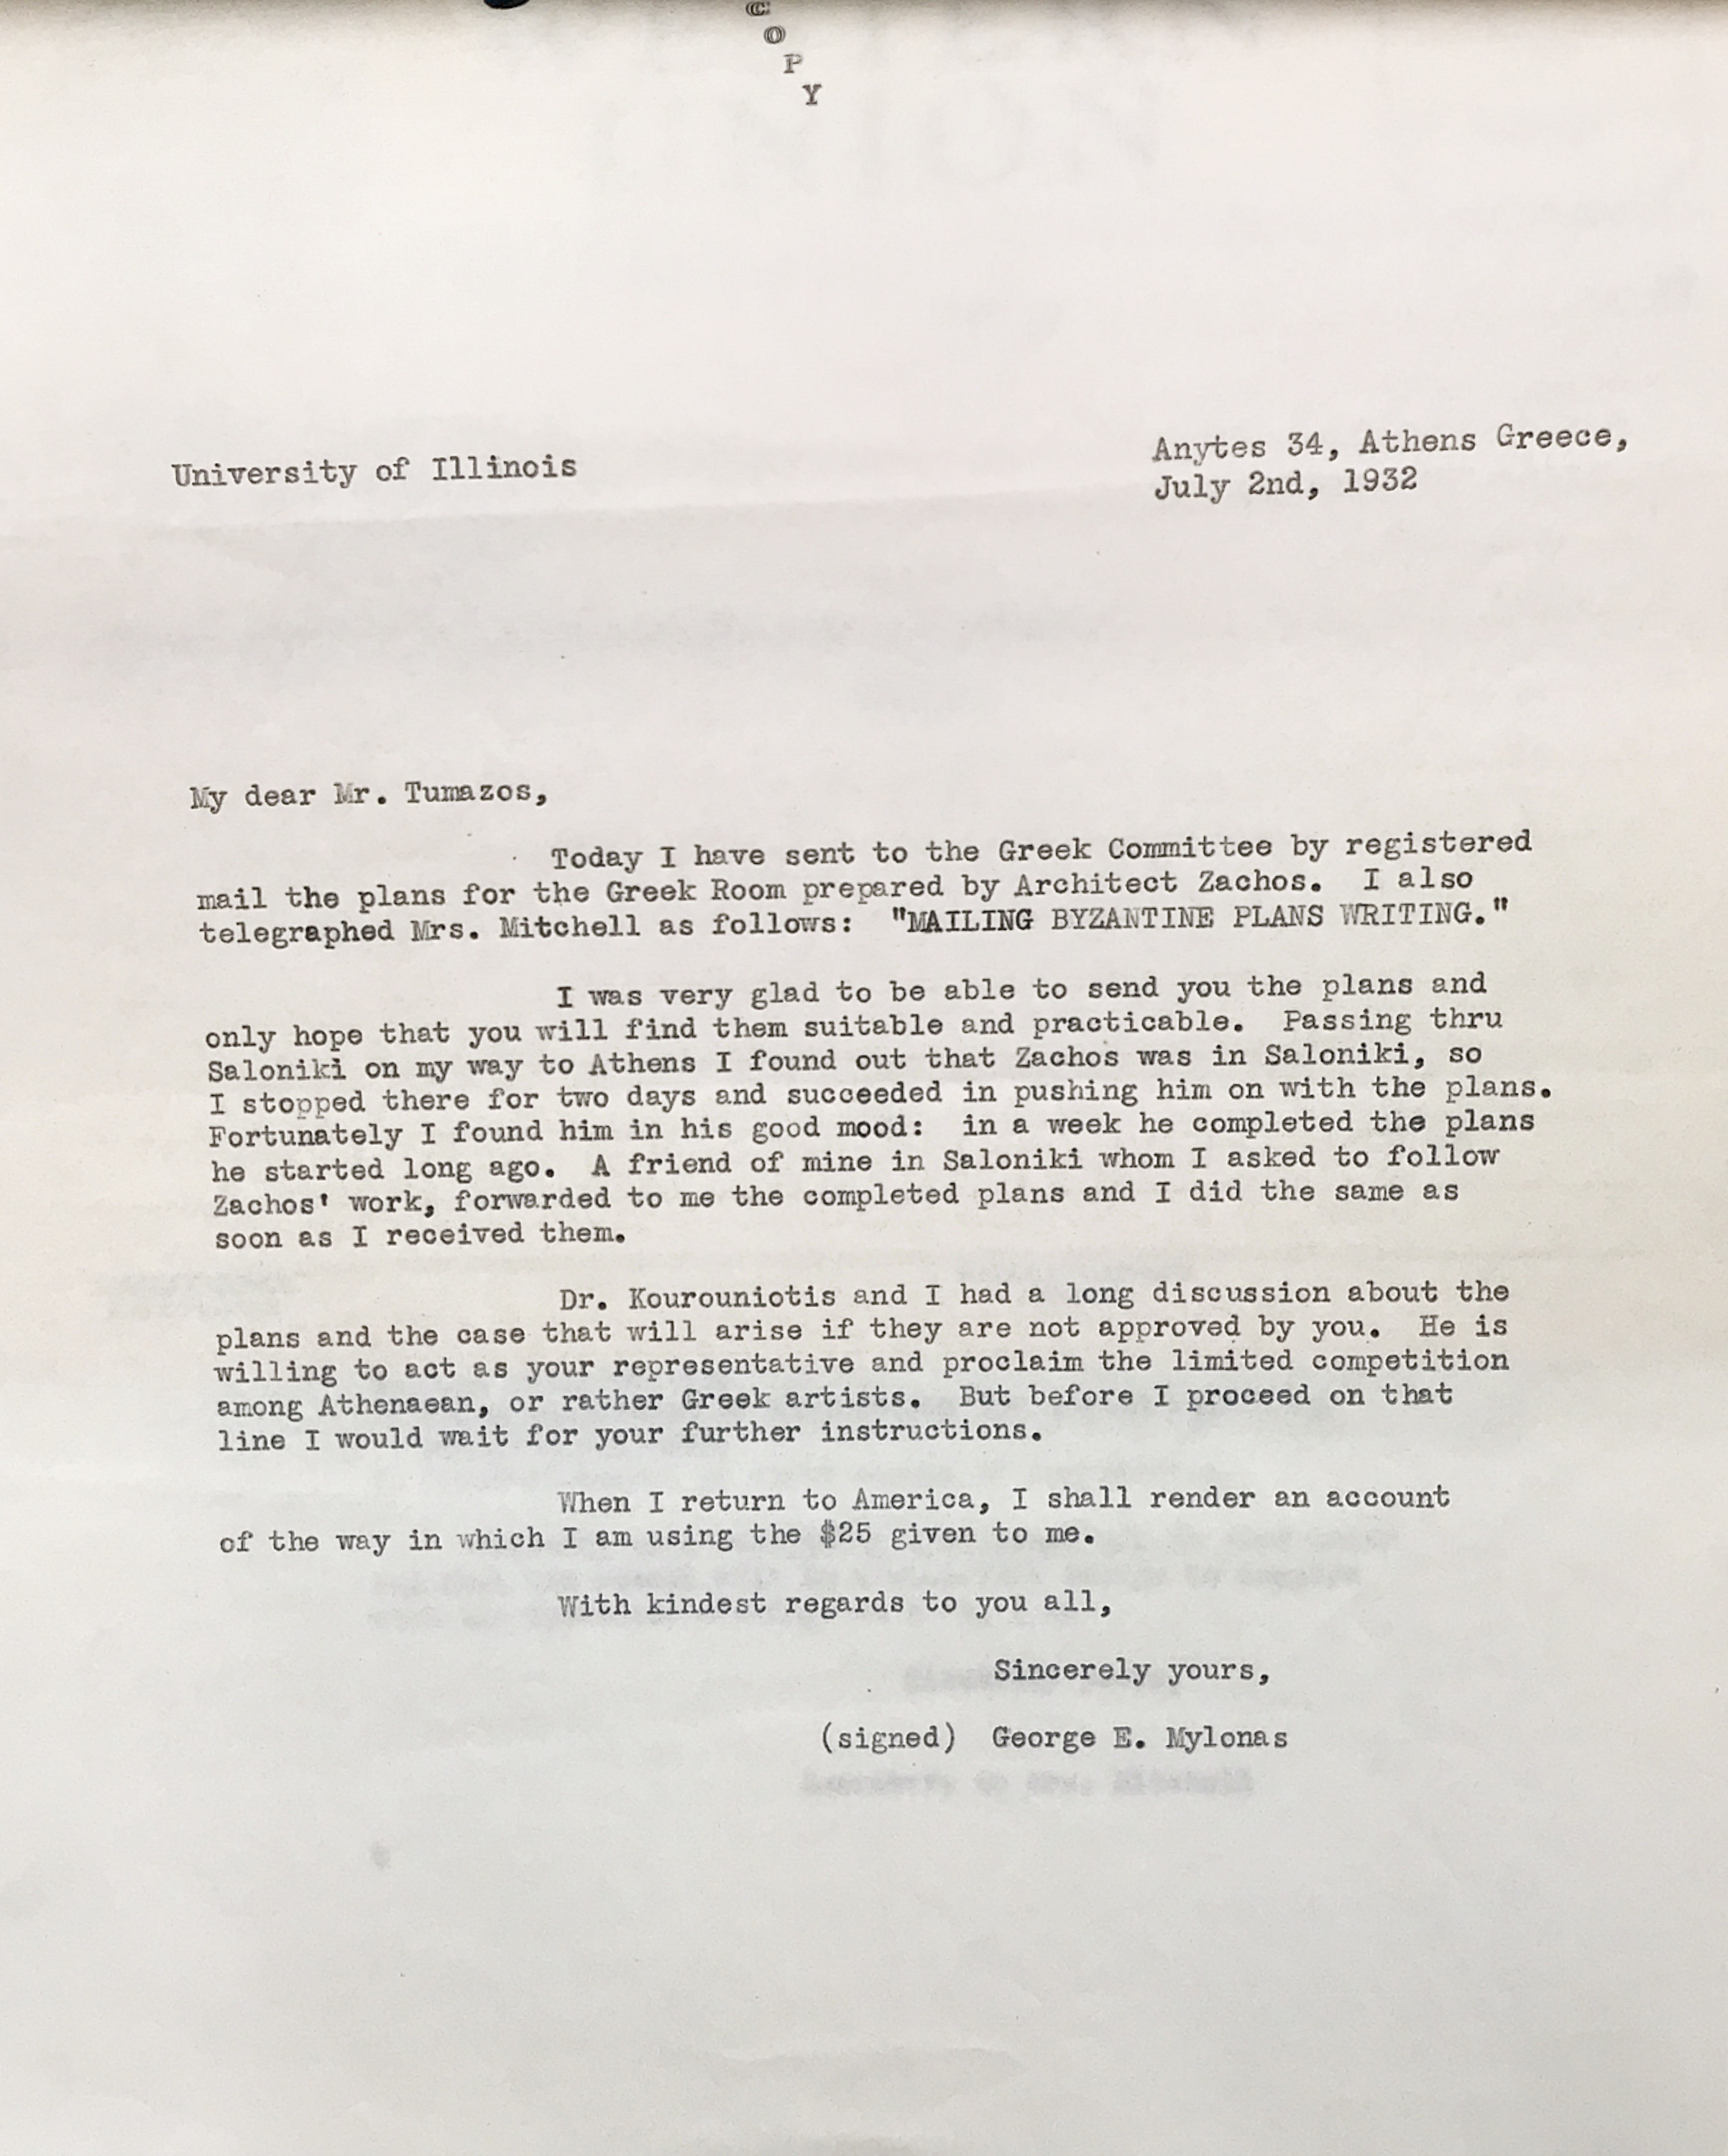 C
O
P
Y
University of Illinois
Anytes 34, Athens Greece,
July 2nd, 1932
My dear Mr. Tumazos,
Today I have sent to the Greek Committee by registered
mail the plans for the Greek Room prepared by Architect Zachos. I also
telegraphed Mrs. Mitchell as follows: "MAILING BYZANTINE PLANS WRITING."
I was very glad to be able to send you the plans and
only hope that you will find them suitable and practicable. Passing thru
Saloniki on my way to Athens I found out that Zachos was in Saloniki, so
I stopped there for two days and succeeded in pushing him on with the plans.
Fortunately I found him in his good mood: in a week he completed the plans
he started long ago. A friend of mine in Saloniki whom I asked to follow
Zachos' work, forwarded to me the completed plans and I did the same as
soon as I received them.
Dr. Kourouniotis and I had a long discussion about the
plans and the case that will arise if they are not approved by you. He is
willing to act as your representative and proclaim the limited competition
among Athenaean, or rather Greek artists. But before I proceed on that
line I would wait for your further instructions.
When I return to America, I shall render an account
of the way in which I am using the $25 given to me.
With kindest regards to you all,
Sincerely yours,
(signed) George E. Mylonas